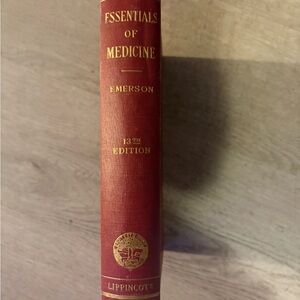 ESSENTIALS
OF
MEDICINE
EMERSON
13TH
EDITION
LIPPINCOTT